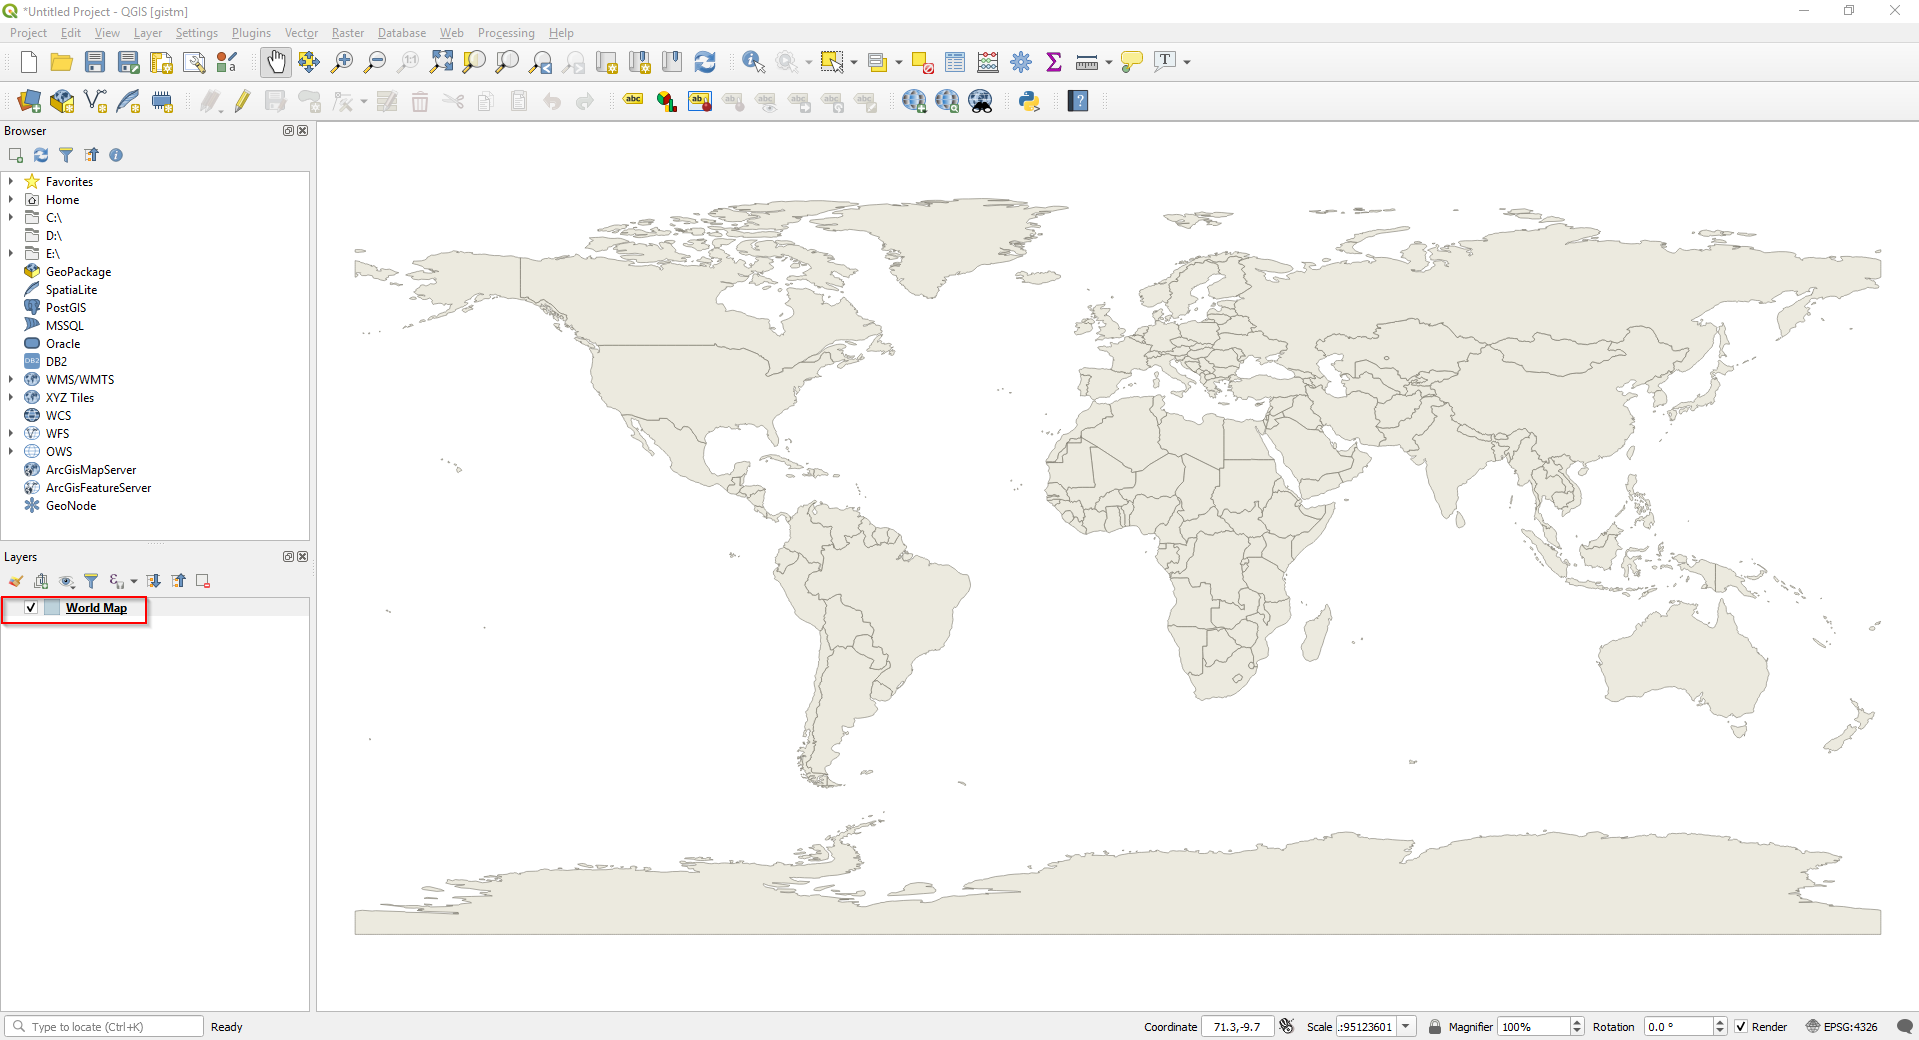 *Untitled Project - QGIS [gistm]
Project Edit View Layer Settings Plugins Vector Raster Database Web Processing Help
Browser
Favorites
Home
C:\
D:\
E:\
GeoPackage
SpatiaLite
PostGIS
MSSQL
Oracle
DB2
WMS/WMTS
XYZ Tiles
WCS
WFS
OWS
ArcGisMapServer
ArcGisFeatureServer
GeoNode
Layers
World Map
Type to locate (Ctrl+K) Ready Coordinate 71.3,-9.7 Scale .:95123601 Magnifier 100% Rotation 0.0 ° Render EPSG:4326